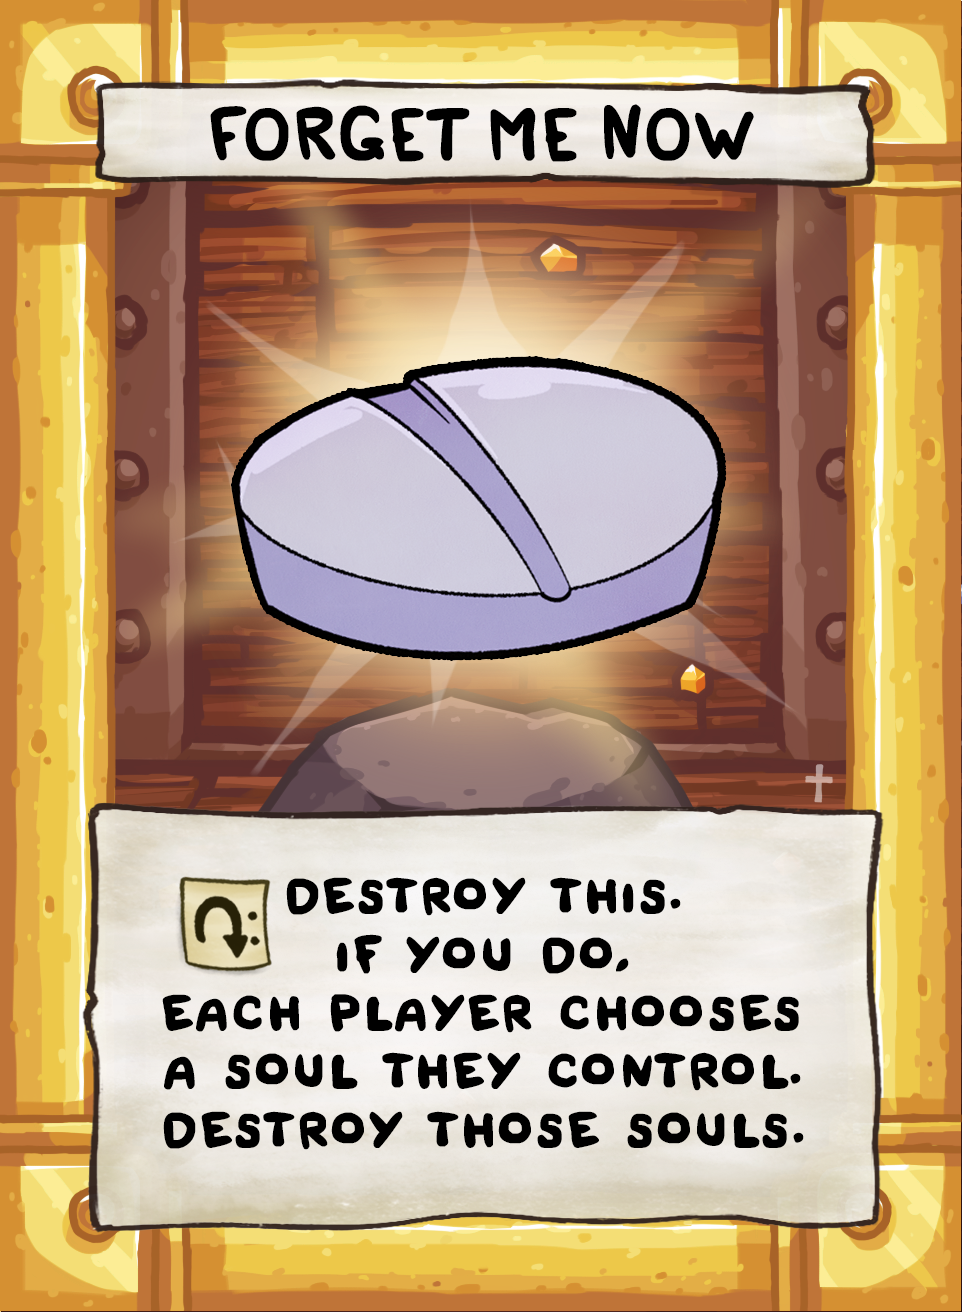 FORGET ME NOW
DESTROY THIS.
IF YOU DO,
EACH PLAYER CHOOSES
A SOUL THEY CONTROL.
DESTROY THOSE SOULS.